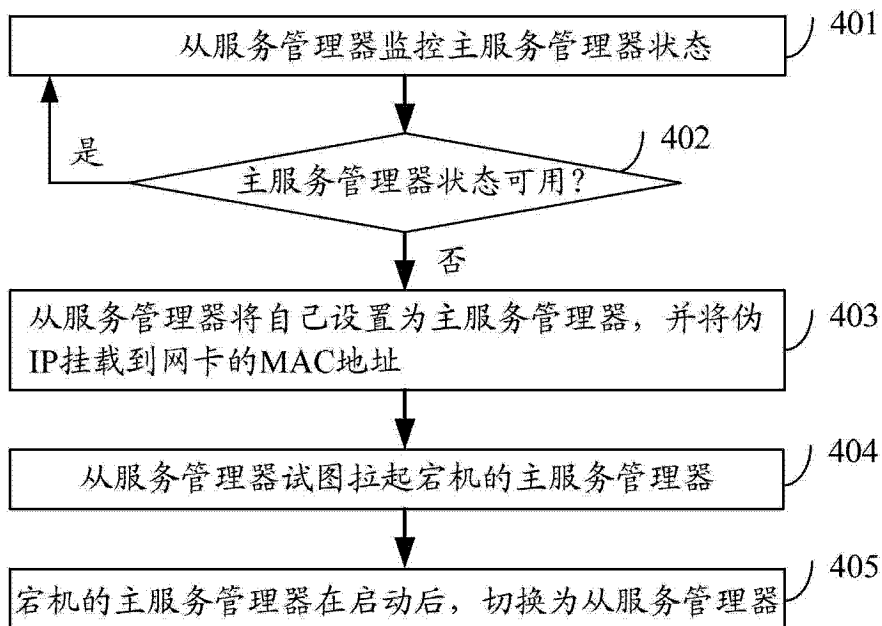 从服务管理器监控主服务管理器状态
401
是
主服务管理器状态可用?
402
否
从服务管理器将自己设置为主服务管理器，并将伪
IP挂载到网卡的MAC地址
403
从服务管理器试图拉起宕机的主服务管理器
404
宕机的主服务管理器在启动后，切换为从服务管理器
405